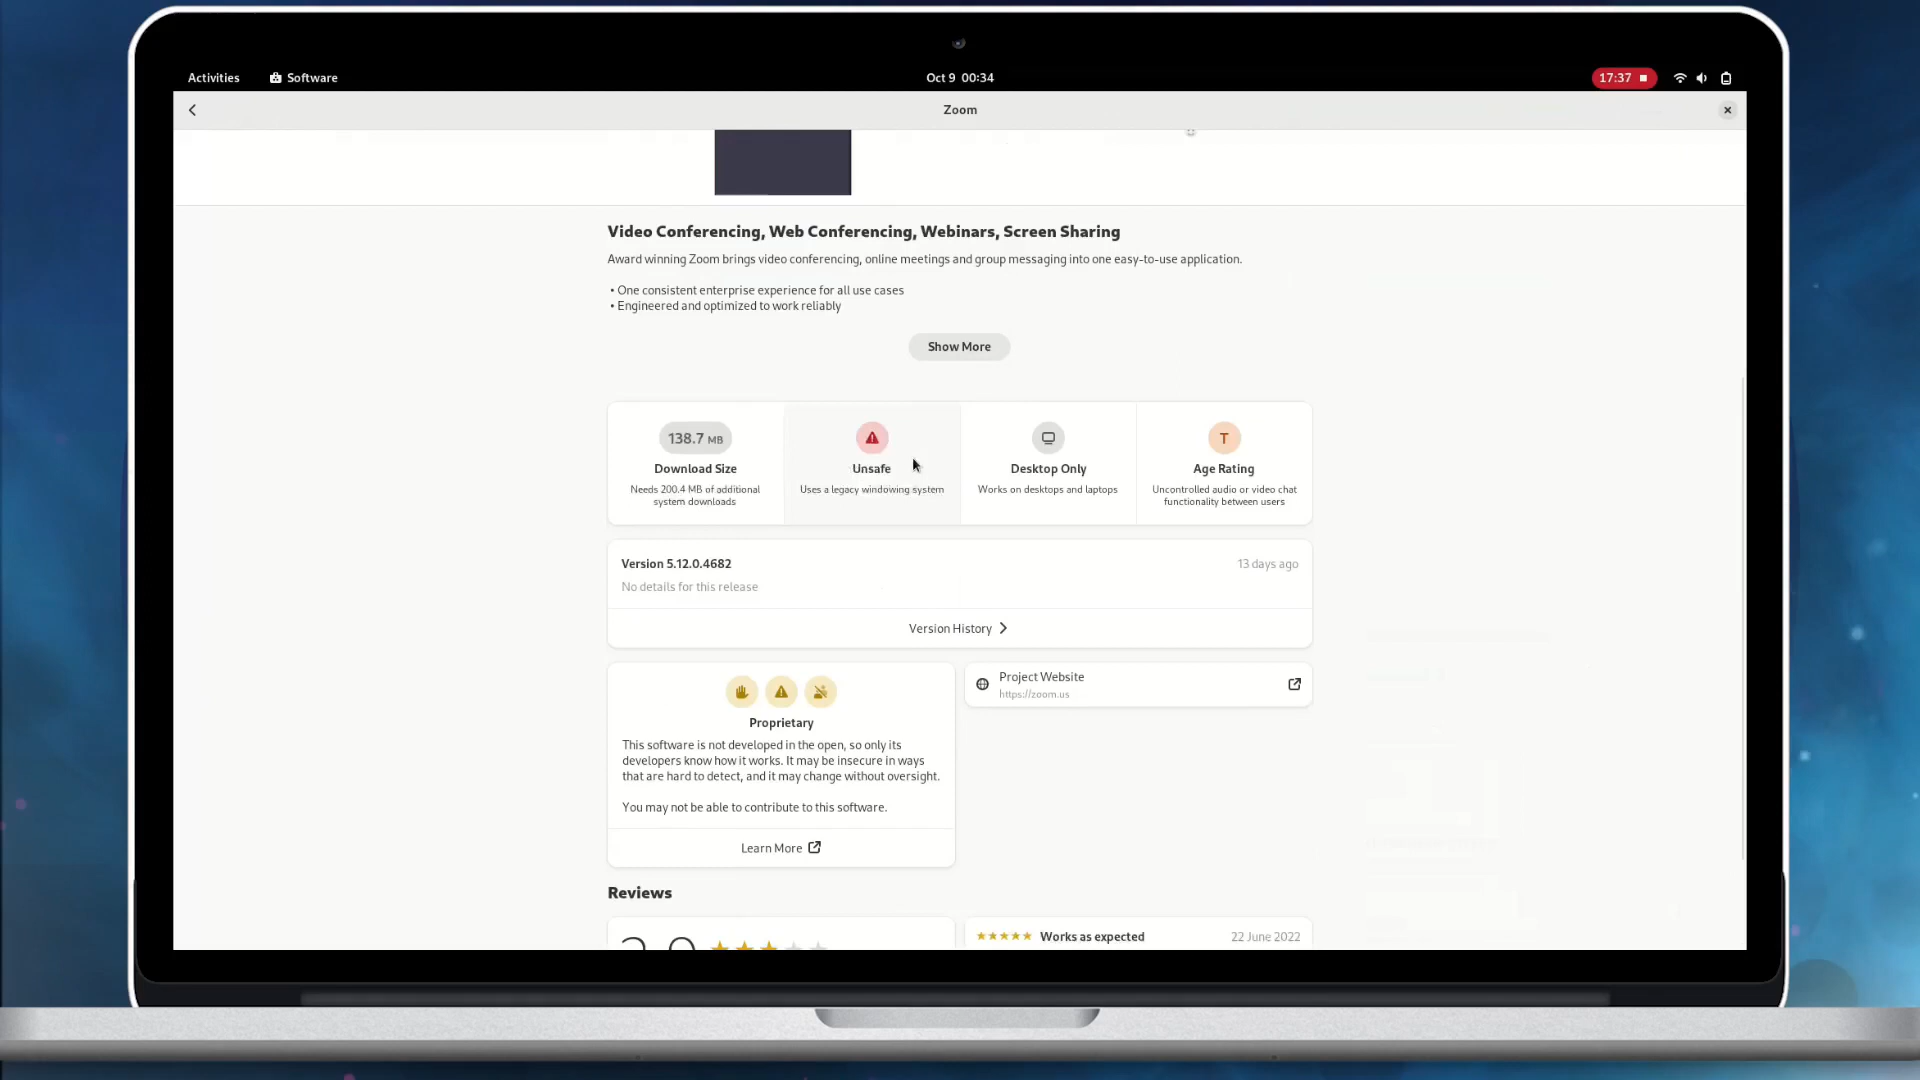 Activities
Software
Oct 9 00:34
17:37
Zoom
Video Conferencing, Web Conferencing, Webinars, Screen Sharing
Award winning Zoom brings video conferencing, online meetings and group messaging into one easy-to-use application.
• One consistent enterprise experience for all use cases
• Engineered and optimized to work reliably
Show More
138.7 MB
Download Size
Needs 200.4 MB of additional
system downloads
Unsafe
Uses a legacy windowing system
Desktop Only
Works on desktops and laptops
T
Age Rating
Uncontrolled audio or video chat
functionality between users
Version 5.12.0.4682
13 days ago
No details for this release
Version History
Proprietary
This software is not developed in the open, so only its
developers know how it works. It may be insecure in ways
that are hard to detect, and it may change without oversight.
You may not be able to contribute to this software.
Learn More
Project Website
https://zoom.us
Reviews
Works as expected
22 June 2022